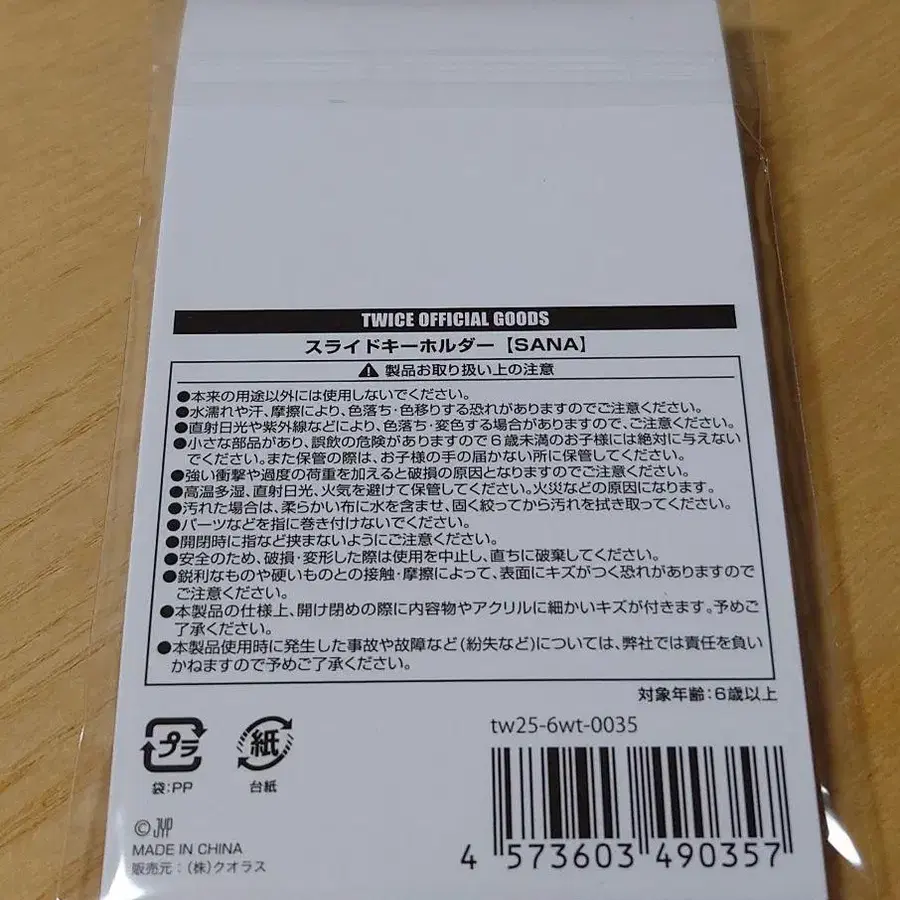 TWICE OFFICIAL GOODS
スライドキーホルダー【SANA】
⚠製品お取り扱い上の注意
●本来の用途以外には使用しないでください。
●水濡れや汗、摩擦により、色落ち・色移りする恐れがありますのでご注意ください。
●直射日光や紫外線などにより、色落ち・変色する場合がありますので、ご注意ください。
●小さな部品があり、誤飲の危険がありますので6歳未満のお子様には絶対に与えない
でください。また保管の際は、お子様の手の届かない所に保管してください。
●強い衝撃や過度の荷重を加えると破損の原因となりますのでご注意ください。
●高温多湿、直射日光、火気を避けて保管してください。火災などの原因になります。
●汚れた場合は、柔らかい布に水を含ませ、固く絞ってから汚れを拭き取ってください。
●パーツなどを指に巻き付けないでください。
●開閉時に指など挟まないようにご注意ください。
●安全のため、破損・変形した際は使用を中止し、直ちに破棄してください。
●鋭利なものや硬いものとの接触・摩擦によって、表面にキズがつく恐れがありますので
ご注意ください。
●本製品の仕様上、開け閉めの際に内容物やアクリルに細かいキズが付きます。予めご
了承ください。
●本製品使用時に発生した事故や故障など(紛失など)については、弊社では責任を負い
かねますので予めご了承ください。
対象年齢:6歳以上
プラ
袋:PP
紙
台紙
tw25-6wt-0035
4 573603 490357
© JYP
MADE IN CHINA
販売元:(株)クオラス